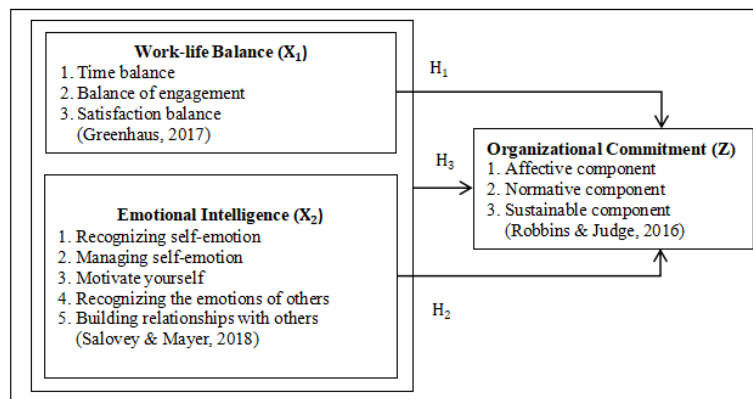 Work-life Balance (X₁)
1. Time balance
2. Balance of engagement
3. Satisfaction balance
(Greenhaus, 2017)
H₁
Organizational Commitment (Z)
1. Affective component
2. Normative component
3. Sustainable component
(Robbins & Judge, 2016)
H₃
Emotional Intelligence (X₂)
1. Recognizing self-emotion
2. Managing self-emotion
3. Motivate yourself
4. Recognizing the emotions of others
5. Building relationships with others
(Salovey & Mayer, 2018)
H₂